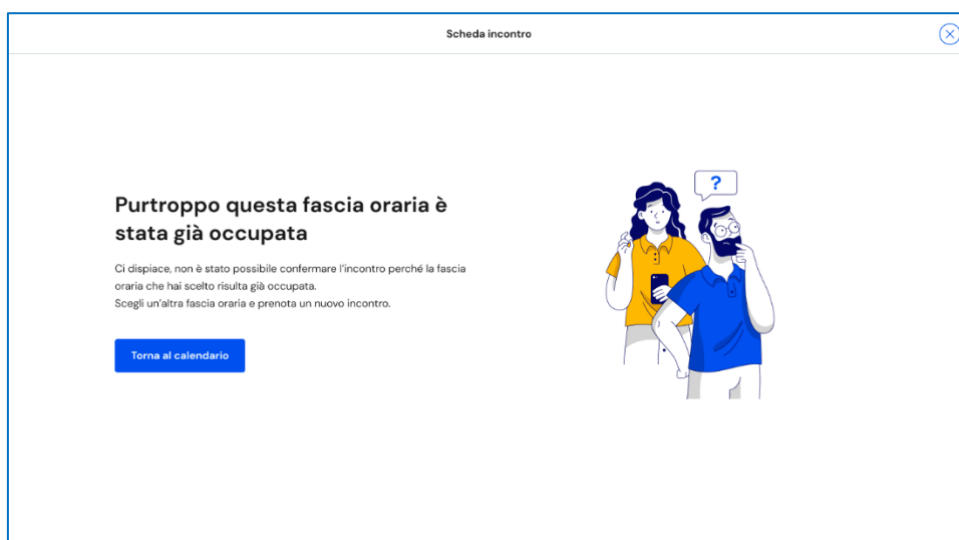 Scheda incontro
?
Purtroppo questa fascia oraria è
stata già occupata
Ci dispiace, non è stato possibile confermare l'incontro perché la fascia
oraria che hai scelto risulta già occupata.
Scegli un'altra fascia oraria e prenota un nuovo incontro.
Torna al calendario